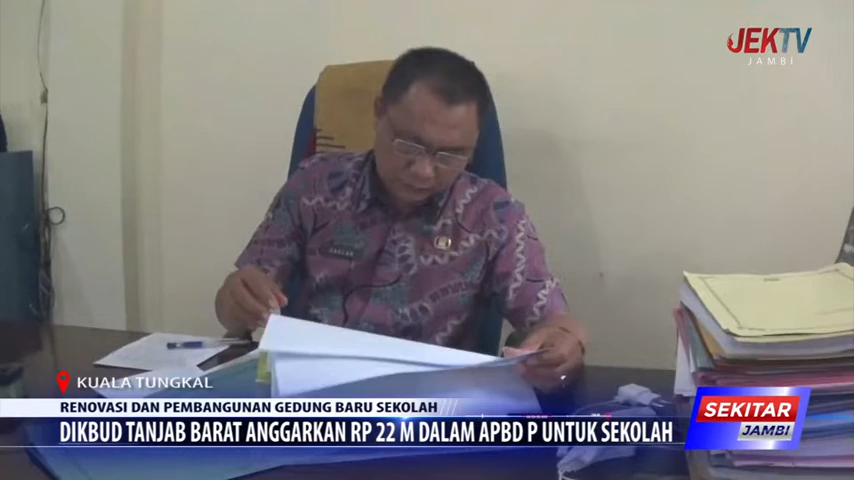 JEKTV
JAMBI
KUALA TUNGKAL
RENOVASI DAN PEMBANGUNAN GEDUNG BARU SEKOLAH
DIKBUD TANJAB BARAT ANGGARKAN RP 22 M DALAM APBD P UNTUK SEKOLAH
SEKITAR
JAMBI